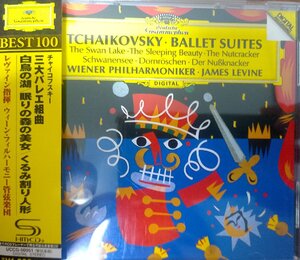 Deutsche
Grammophon
BEST 100
チャイコフスキー
三大バレエ組曲
白鳥の湖 眠りの森の美女 くるみ割り人形
レヴァイン指揮 ウィーン・フィルハーモニー管弦楽団
SHM-CD
Deutsche
Grammophon
TCHAIKOVSKY · BALLET SUITES
The Swan Lake · The Sleeping Beauty · The Nutcracker
Schwanensee · Dornröschen · Der Nußknacker
WIENER PHILHARMONIKER · JAMES LEVINE
DIGITAL